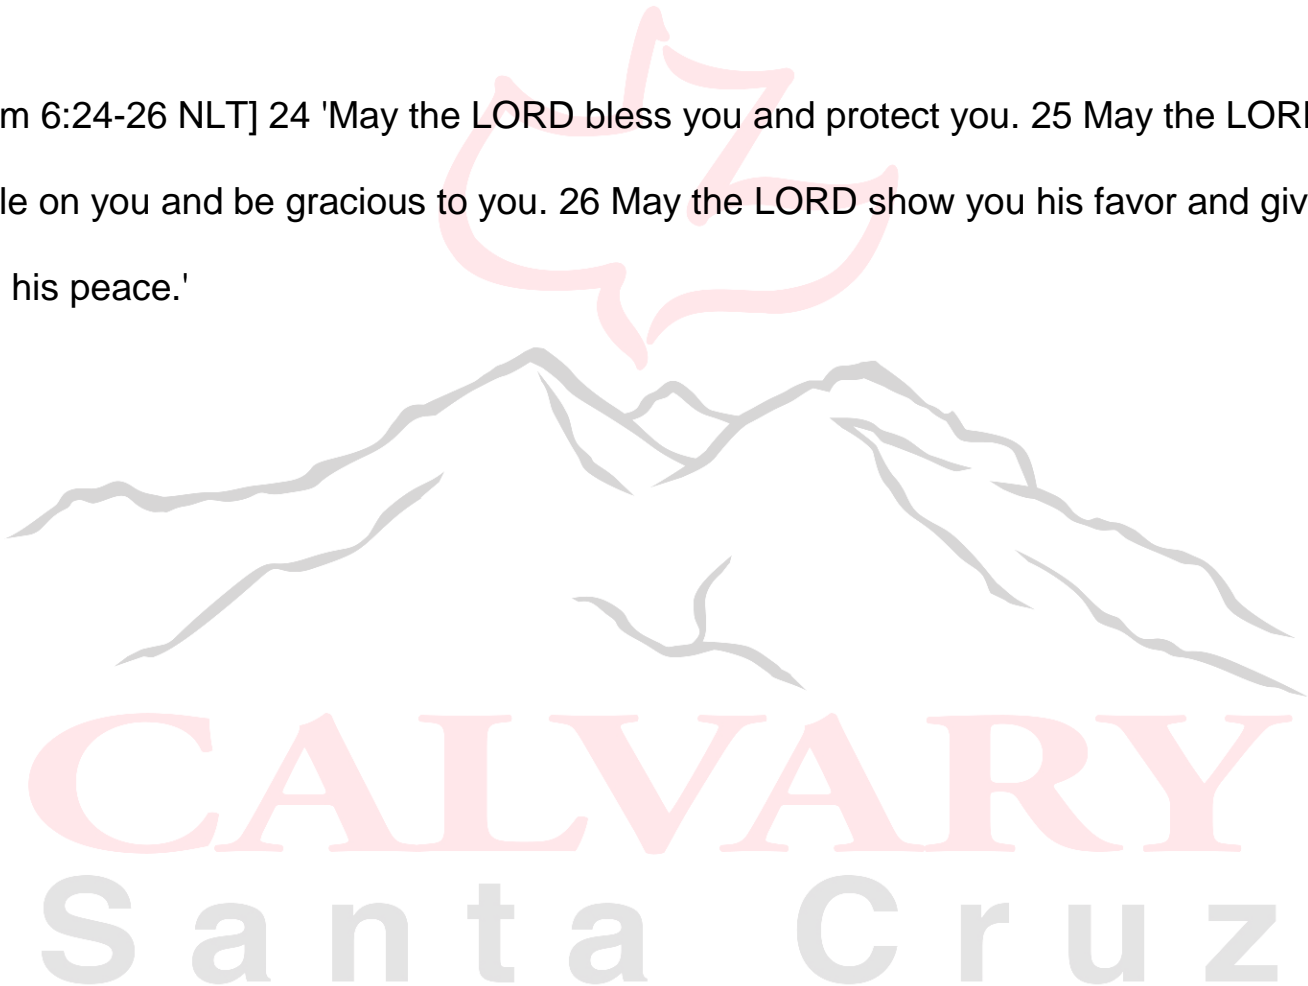 m 6:24-26 NLT] 24 'May the LORD bless you and protect you. 25 May the LOR
le on you and be gracious to you. 26 May the LORD show you his favor and giv
his peace.'
CALVARY
Santa Cruz